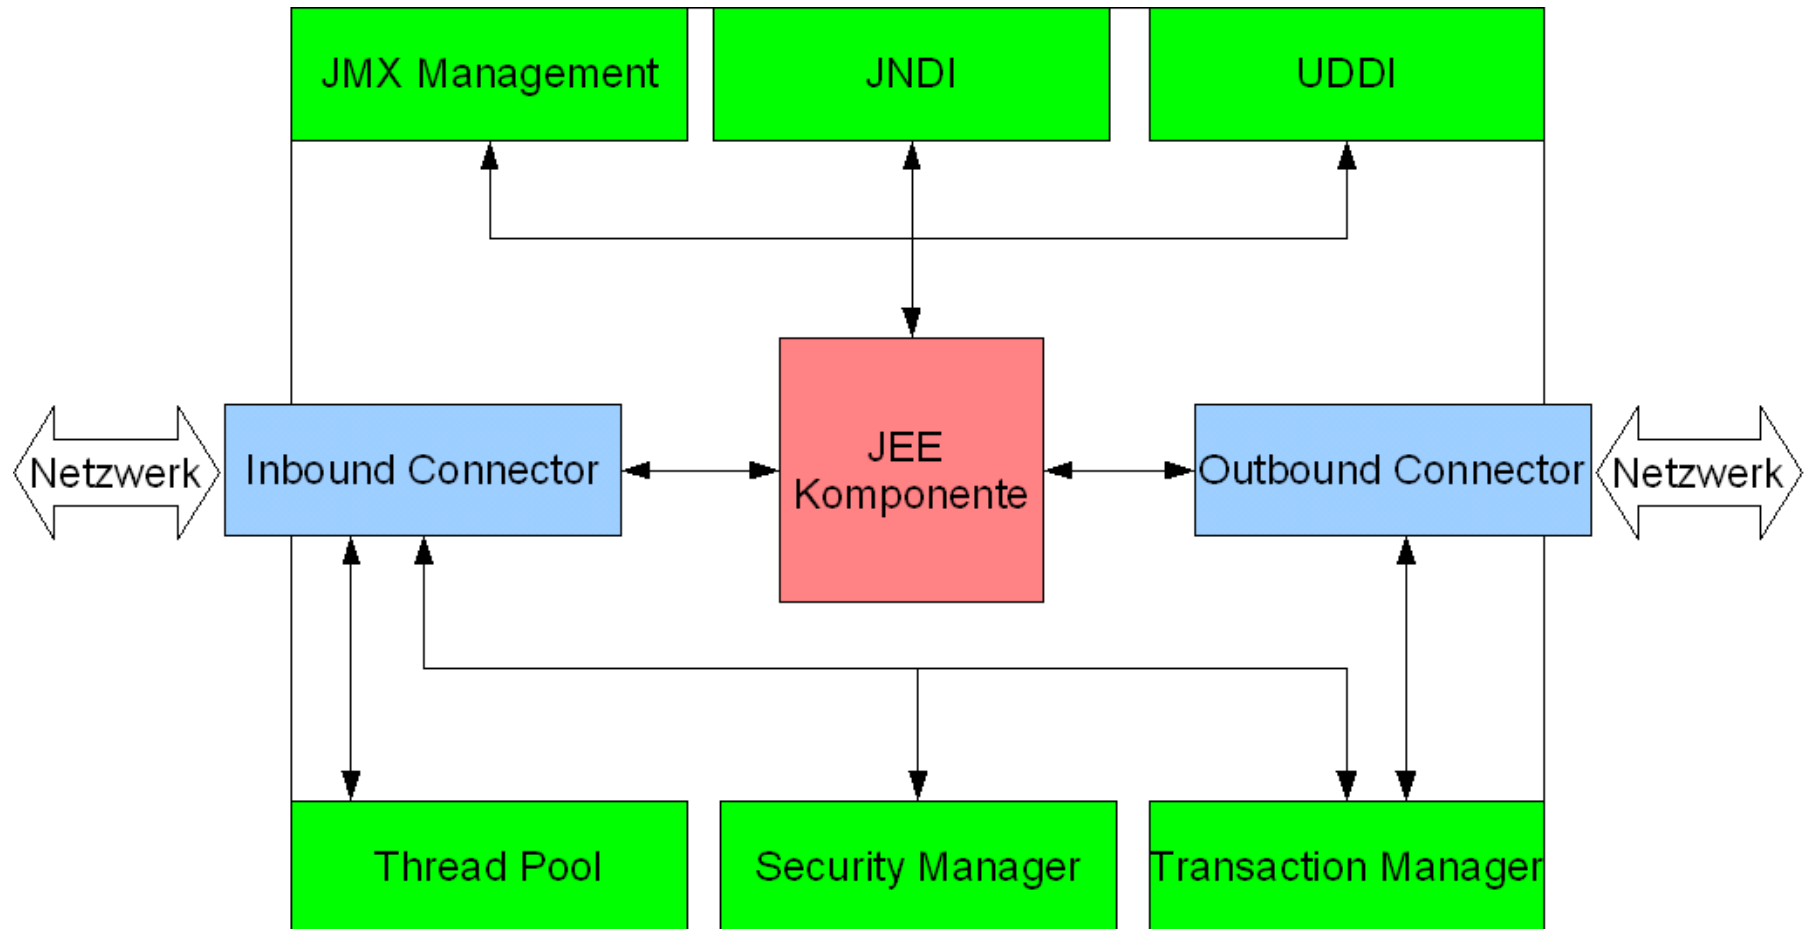 JMX Management
JNDI
UDDI
Netzwerk
Inbound Connector
JEE
Komponente
Outbound Connector
Netzwerk
Thread Pool
Security Manager
Transaction Manager